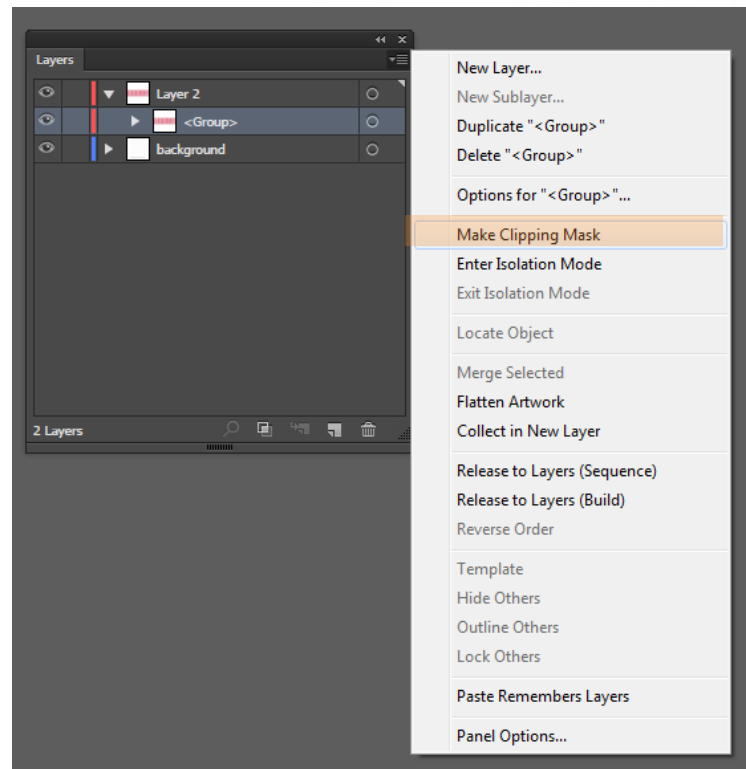 Layers
Layer 2
<Group>
background
2 Layers
New Layer...
New Sublayer...
Duplicate "<Group>"
Delete "<Group>"
Options for "<Group>"...
Make Clipping Mask
Enter Isolation Mode
Exit Isolation Mode
Locate Object
Merge Selected
Flatten Artwork
Collect in New Layer
Release to Layers (Sequence)
Release to Layers (Build)
Reverse Order
Template
Hide Others
Outline Others
Lock Others
Paste Remembers Layers
Panel Options...